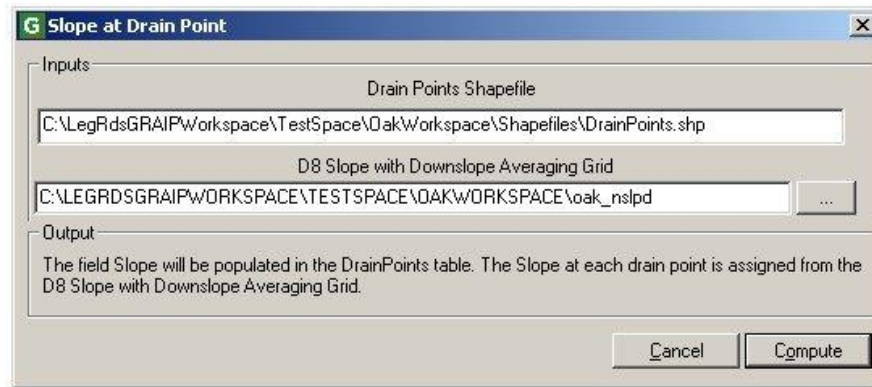 G Slope at Drain Point
Inputs
Drain Points Shapefile
C:\LegRdsGRAIPWorkspace\TestSpace\OakWorkspace\Shapefiles\DrainPoints.shp
D8 Slope with Downslope Averaging Grid
C:\LEGRDSGRAIPWORKSPACE\TESTSPACE\OAKWORKSPACE\oak_nslpd
...
Output
The field Slope will be populated in the DrainPoints table. The Slope at each drain point is assigned from the
D8 Slope with Downslope Averaging Grid.
Cancel Compute